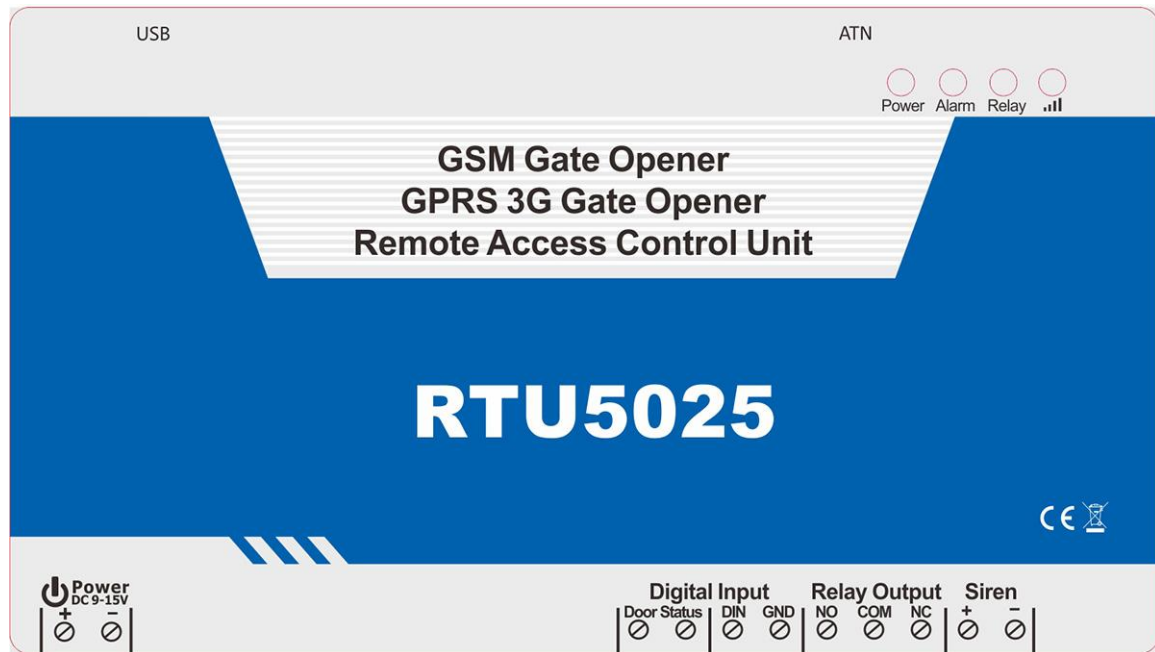 USB ATN
Power Alarm Relay
GSM Gate Opener
GPRS 3G Gate Opener
Remote Access Control Unit
RTU5025
CE
Power
DC 9-15V
Digital Input Relay Output Siren
+ − Door Status DIN GND NO COM NC + −